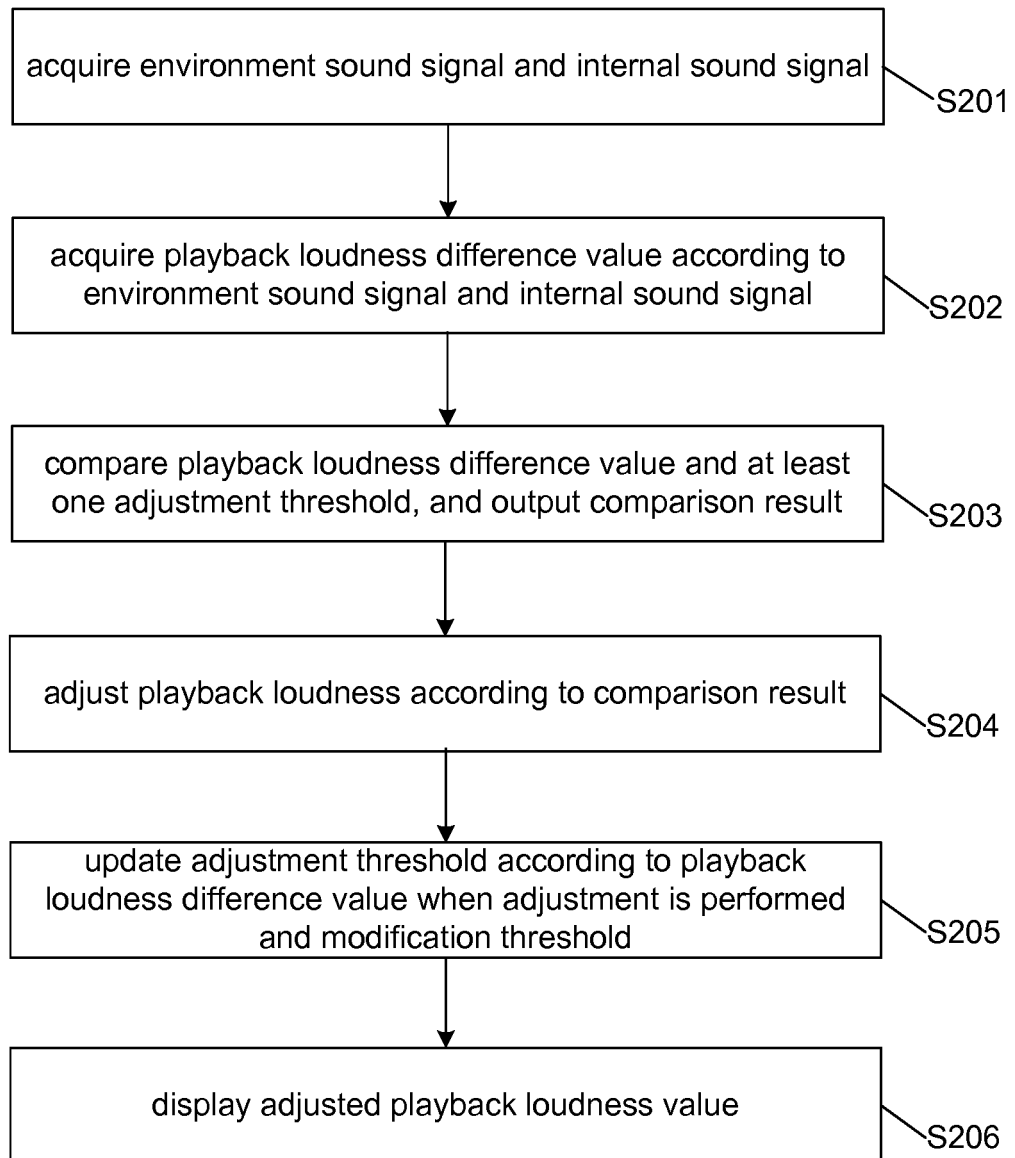 acquire environment sound signal and internal sound signal
S201
acquire playback loudness difference value according to
environment sound signal and internal sound signal
S202
compare playback loudness difference value and at least
one adjustment threshold, and output comparison result
S203
adjust playback loudness according to comparison result
S204
update adjustment threshold according to playback
loudness difference value when adjustment is performed
and modification threshold
S205
display adjusted playback loudness value
S206